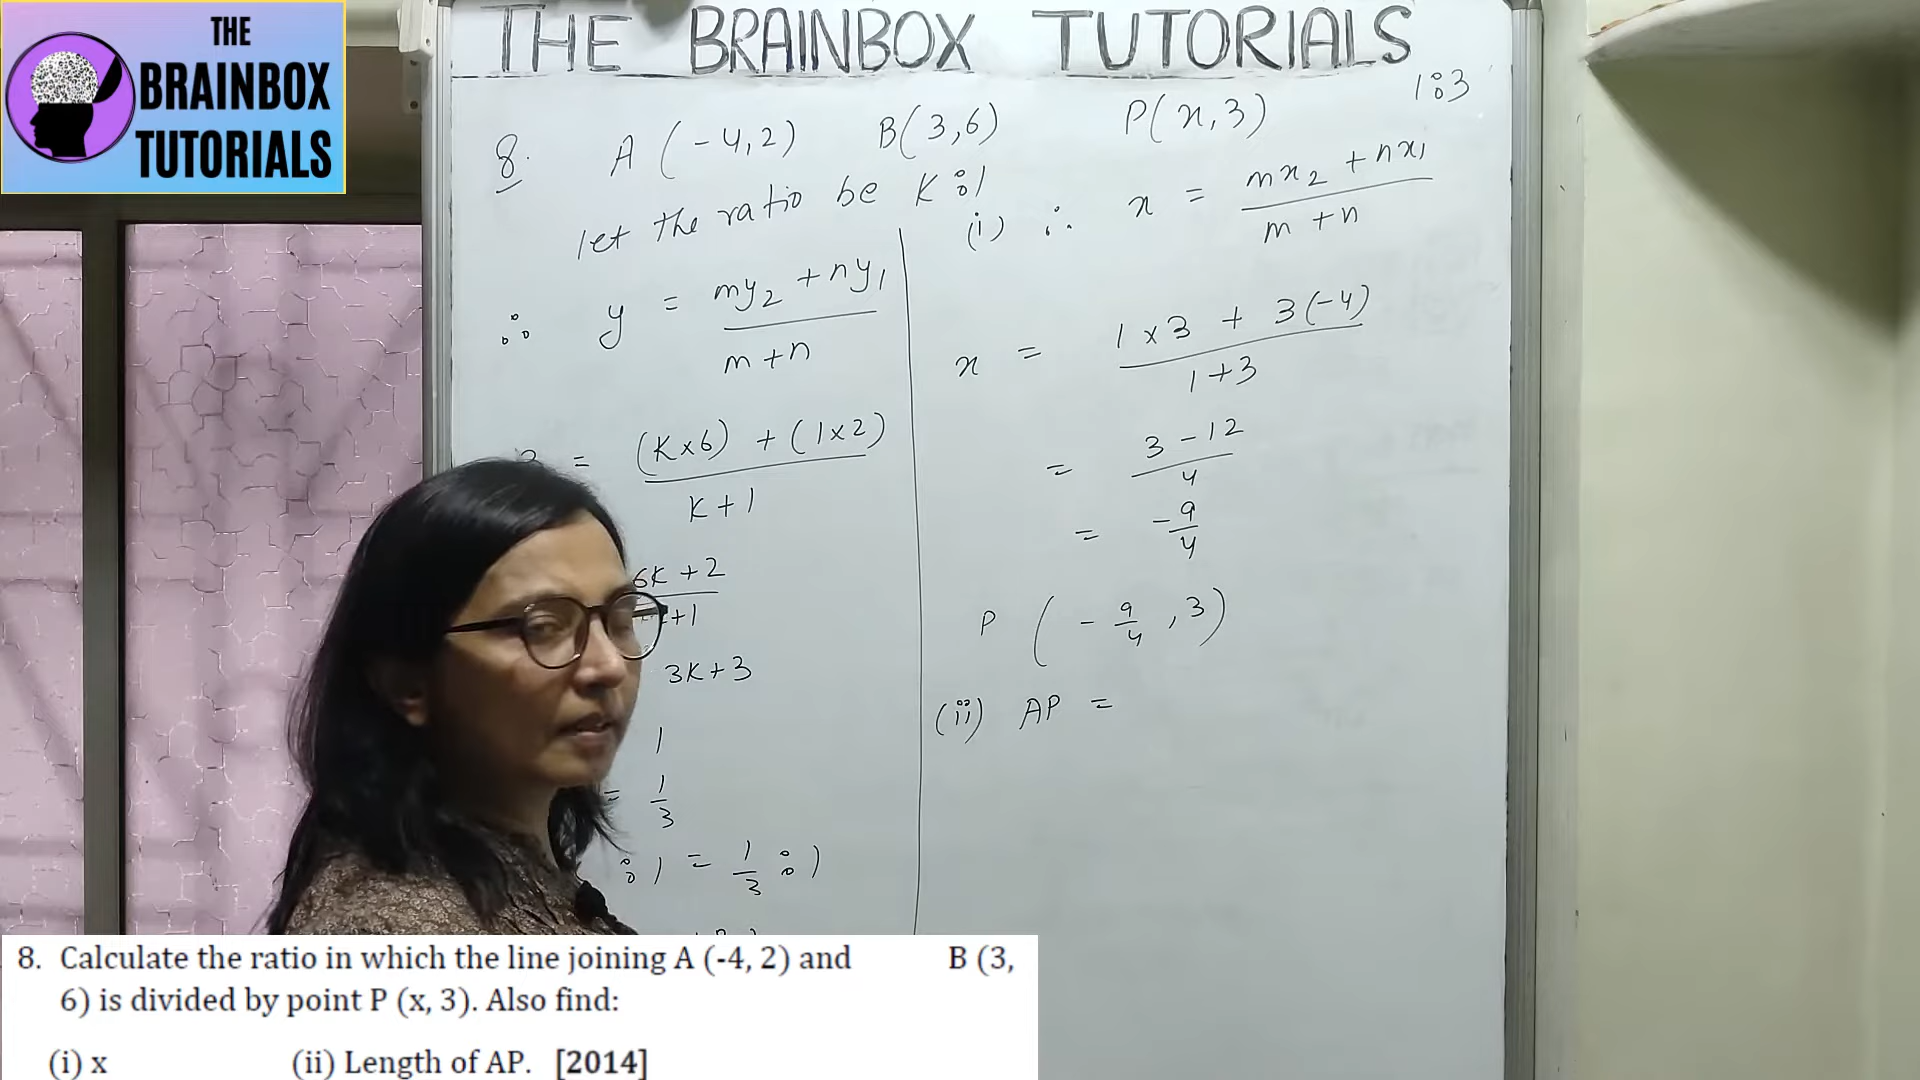 THE
BRAINBOX
TUTORIALS
THE BRAINBOX TUTORIALS
1:3
8. A (-4,2) B(3,6) P(x,3)
let the ratio be K:1
∴ y = my₂ + ny₁ / m+n
= (K×6) + (1×2) / K+1
6K+2 / +1
3K+3
1
= 1/3
:1 = 1/3 :1
(i) ∴ x = mx₂ + nx₁ / m+n
x = 1×3 + 3(-4) / 1+3
= 3-12 / 4
= -9/4
P (-9/4, 3)
(ii) AP =
8. Calculate the ratio in which the line joining A (-4, 2) and B (3,
6) is divided by point P (x, 3). Also find:
(i) x (ii) Length of AP. [2014]